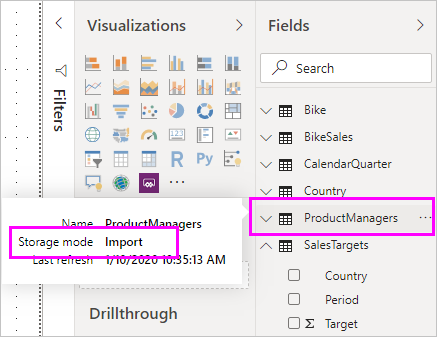 Visualizations
Fields
Filters
Search
Bike
BikeSales
CalendarQuarter
Country
ProductManagers
SalesTargets
Country
Period
Σ Target
123
R Py
Name ProductManagers
Storage mode Import
Last refresh 1/10/2020 10:35:13 AM
Drillthrough